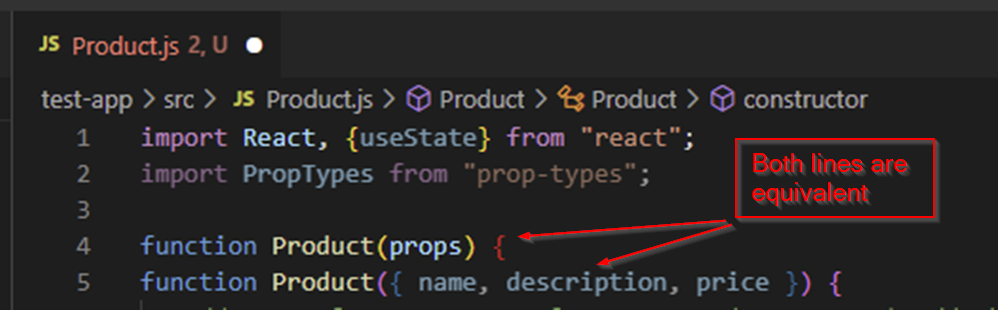 JS Product.js 2, U
test-app > src > JS Product.js > Product > Product > constructor
1 import React, {useState} from "react";
2 import PropTypes from "prop-types";
3
4 function Product(props) {
5 function Product({ name, description, price }) {
Both lines are
equivalent